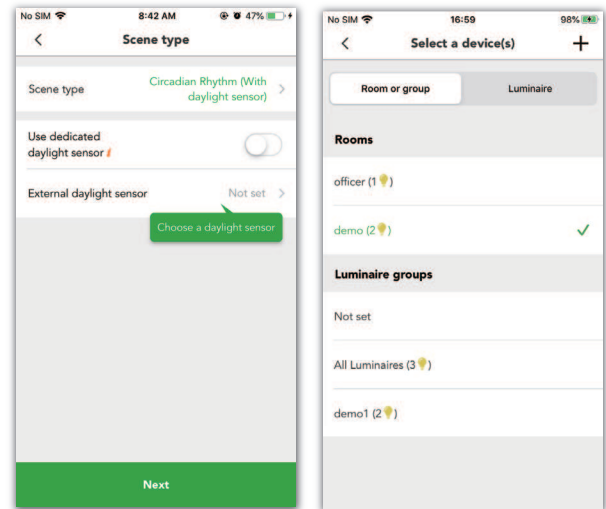 No SIM 8:42 AM 47%
Scene type
Scene type
Circadian Rhythm (With
daylight sensor)
Use dedicated
daylight sensor
External daylight sensor Not set
Choose a daylight sensor
Next
No SIM 16:59 98%
Select a device(s)
Room or group Luminaire
Rooms
officer (1)
demo (2)
Luminaire groups
Not set
All Luminaires (3)
demo1 (2)